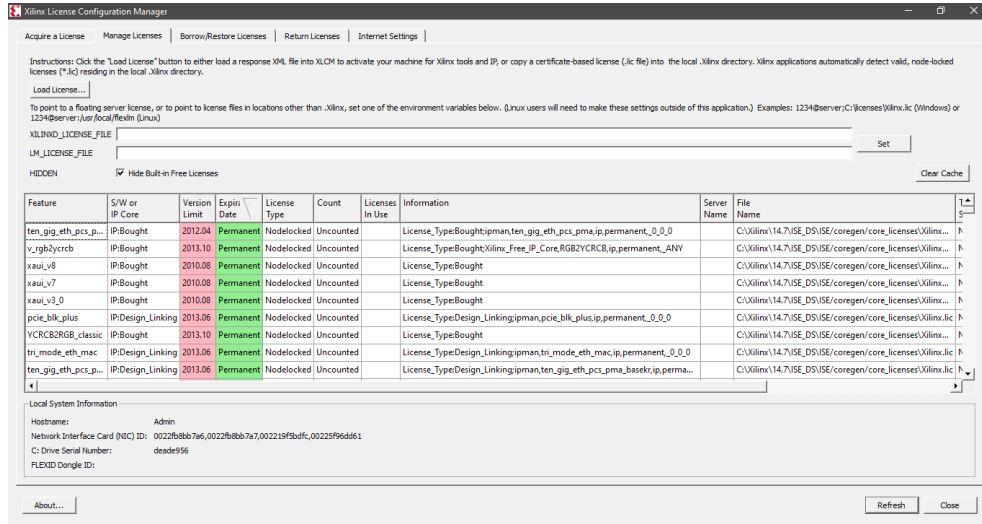 Xilinx License Configuration Manager
Acquire a License Manage Licenses Borrow/Restore Licenses Return Licenses Internet Settings
Instructions: Click the "Load License" button to either load a response XML file into XLCM to activate your machine for Xilinx tools and IP, or copy a certificate-based license (.lic file) into the local .Xilinx directory. Xilinx applications automatically detect valid, node-locked
licenses (*.lic) residing in the local .Xilinx directory.
Load License...
To point to a floating server license, or to point to license files in locations other than .Xilinx, set one of the environment variables below. (Linux users will need to make these settings outside of this application.) Examples: 1234@server;C:\licenses\Xilinx.lic (Windows) or
1234@server:/usr/local/flexlm (Linux)
XILINXD_LICENSE_FILE
Set
LM_LICENSE_FILE
HIDDEN Hide Built-in Free Licenses Clear Cache
Feature S/W or Version Expira License Count Licenses Information Server File
IP Core Limit Date Type In Use Name Name
ten_gig_eth_pcs_p... IP:Bought 2012.04 Permanent Nodelocked Uncounted License_Type:Bought;ipman,ten_gig_eth_pcs_pma,ip,permanent,_0_0_0 C:\Xilinx\14.7\ISE_DS\ISE/coregen/core_licenses\Xilinx... N
v_rgb2ycrcb IP:Bought 2013.10 Permanent Nodelocked Uncounted License_Type:Bought;Xilinx_Free_IP_Core,RGB2YCRCB,ip,permanent,_ANY C:\Xilinx\14.7\ISE_DS\ISE/coregen/core_licenses\Xilinx... N
xaui_v8 IP:Bought 2010.08 Permanent Nodelocked Uncounted License_Type:Bought C:\Xilinx\14.7\ISE_DS\ISE/coregen/core_licenses\Xilinx... N
xaui_v7 IP:Bought 2010.08 Permanent Nodelocked Uncounted License_Type:Bought C:\Xilinx\14.7\ISE_DS\ISE/coregen/core_licenses\Xilinx... N
xaui_v3_0 IP:Bought 2010.08 Permanent Nodelocked Uncounted License_Type:Bought C:\Xilinx\14.7\ISE_DS\ISE/coregen/core_licenses\Xilinx... N
pcie_blk_plus IP:Design_Linking 2013.06 Permanent Nodelocked Uncounted License_Type:Design_Linking;ipman,pcie_blk_plus,ip,permanent,_0_0_0 C:\Xilinx\14.7\ISE_DS\ISE/coregen/core_licenses\Xilinx.lic N
YCRCB2RGB_classic IP:Bought 2013.10 Permanent Nodelocked Uncounted License_Type:Bought C:\Xilinx\14.7\ISE_DS\ISE/coregen/core_licenses\Xilinx... N
tri_mode_eth_mac IP:Design_Linking 2013.06 Permanent Nodelocked Uncounted License_Type:Design_Linking;ipman,tri_mode_eth_mac,ip,permanent,_0_0_0 C:\Xilinx\14.7\ISE_DS\ISE/coregen/core_licenses\Xilinx.lic N
ten_gig_eth_pcs_p... IP:Design_Linking 2013.06 Permanent Nodelocked Uncounted License_Type:Design_Linking;ipman,ten_gig_eth_pcs_pma_basekr,ip,perma... C:\Xilinx\14.7\ISE_DS\ISE/coregen/core_licenses\Xilinx.lic N
Local System Information
Hostname: Admin
Network Interface Card (NIC) ID: 0022fb8bb7a6,0022fb8bb7a7,002219f5bdfc,00225f96dd61
C: Drive Serial Number: deade956
FLEXID Dongle ID:
About... Refresh Close